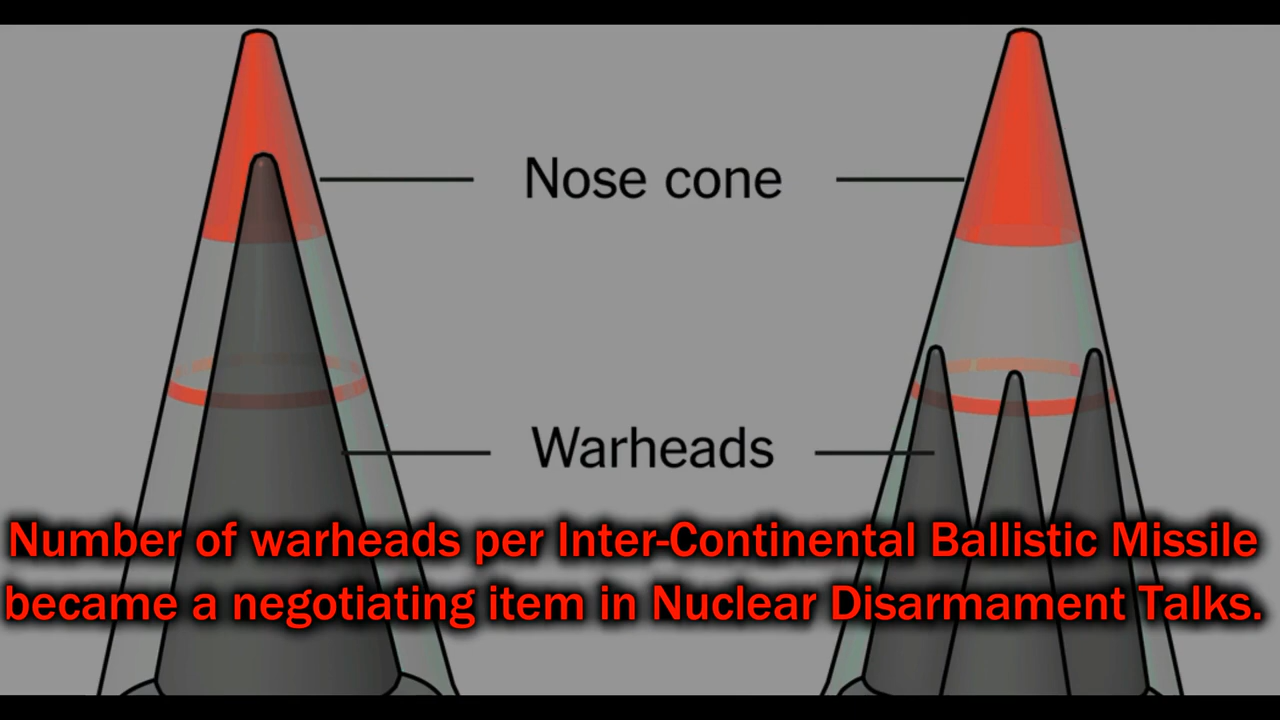 Nose cone
Warheads
Number of warheads per Inter-Continental Ballistic Missile
became a negotiating item in Nuclear Disarmament Talks.